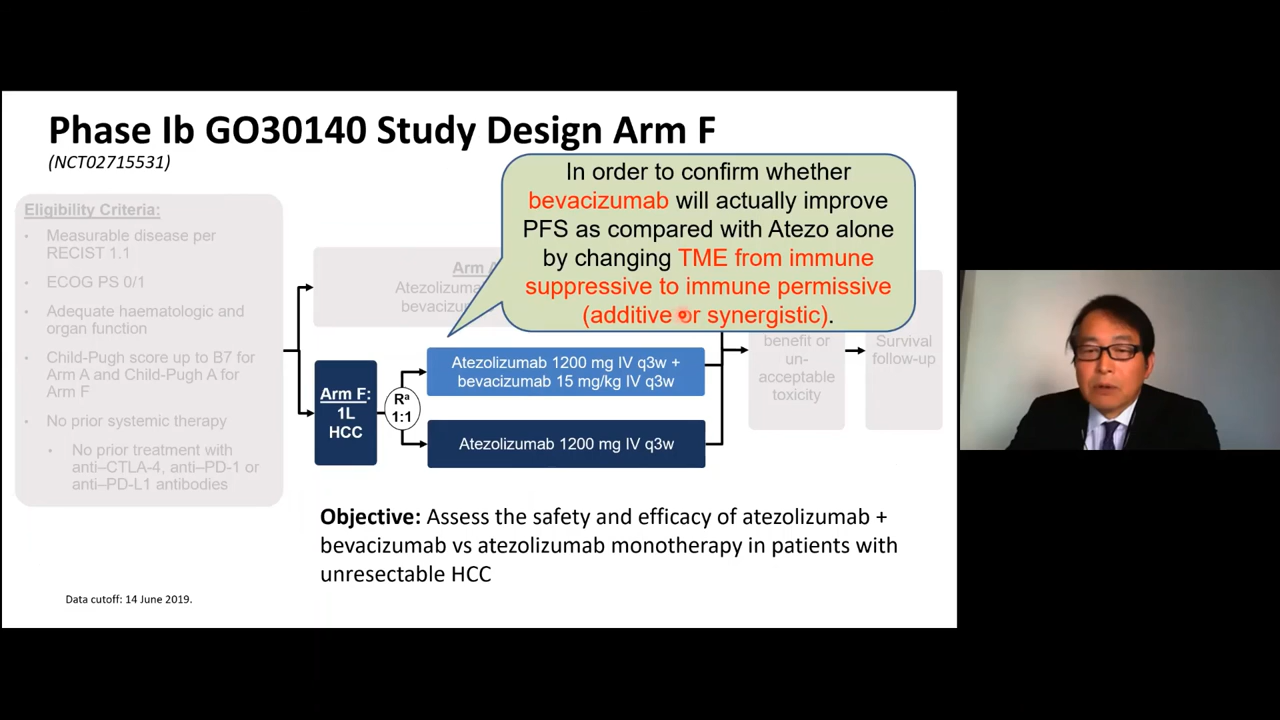 Phase Ib GO30140 Study Design Arm F
(NCT02715531)
In order to confirm whether
bevacizumab will actually improve
PFS as compared with Atezo alone
by changing TME from immune
suppressive to immune permissive
(additive or synergistic).
Eligibility Criteria:
• Measurable disease per
RECIST 1.1
• ECOG PS 0/1
• Adequate haematologic and
organ function
• Child-Pugh score up to B7 for
Arm A and Child-Pugh A for
Arm F
• No prior systemic therapy
• No prior treatment with
anti–CTLA-4, anti–PD-1 or
anti–PD-L1 antibodies
Arm
Atezolizuma
bevacizu
Arm F:
1L
HCC
Rᵃ
1:1
Atezolizumab 1200 mg IV q3w +
bevacizumab 15 mg/kg IV q3w
Atezolizumab 1200 mg IV q3w
benefit or
un-
acceptable
toxicity
Survival
follow-up
Objective: Assess the safety and efficacy of atezolizumab +
bevacizumab vs atezolizumab monotherapy in patients with
unresectable HCC
Data cutoff: 14 June 2019.